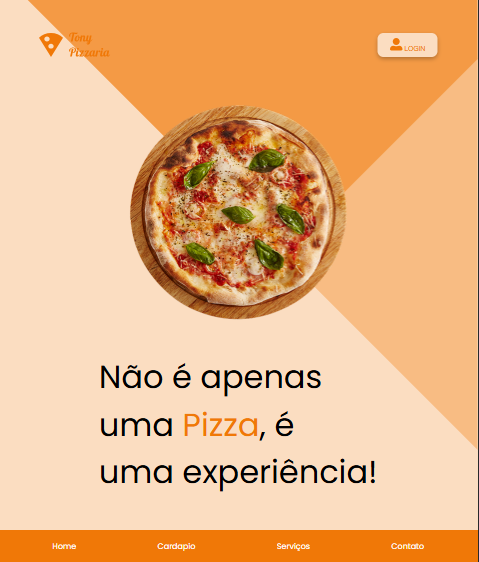 Tony
Pizzaria
LOGIN
Não é apenas
uma Pizza, é
uma experiência!
Home Cardapio Serviços Contato